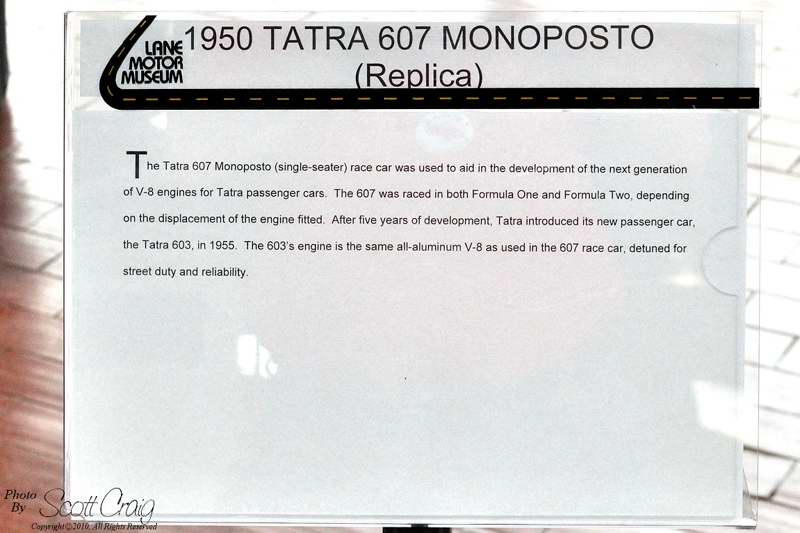 LANE
MOTOR
MUSEUM
1950 TATRA 607 MONOPOSTO
(Replica)
The Tatra 607 Monoposto (single-seater) race car was used to aid in the development of the next generation
of V-8 engines for Tatra passenger cars. The 607 was raced in both Formula One and Formula Two, depending
on the displacement of the engine fitted. After five years of development, Tatra introduced its new passenger car,
the Tatra 603, in 1955. The 603's engine is the same all-aluminum V-8 as used in the 607 race car, detuned for
street duty and reliability.
Photo
By Scott Craig
Copyright©2010, All Rights Reserved